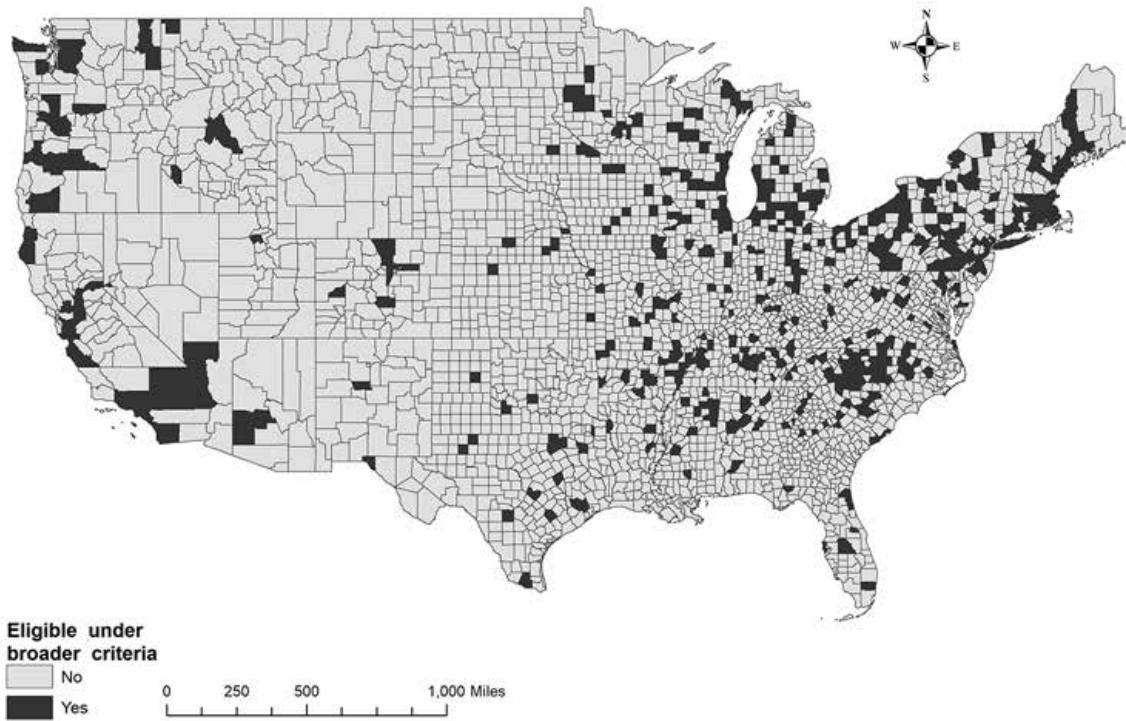 N
W E
S
Eligible under
broader criteria
No
Yes
0 250 500 1,000 Miles